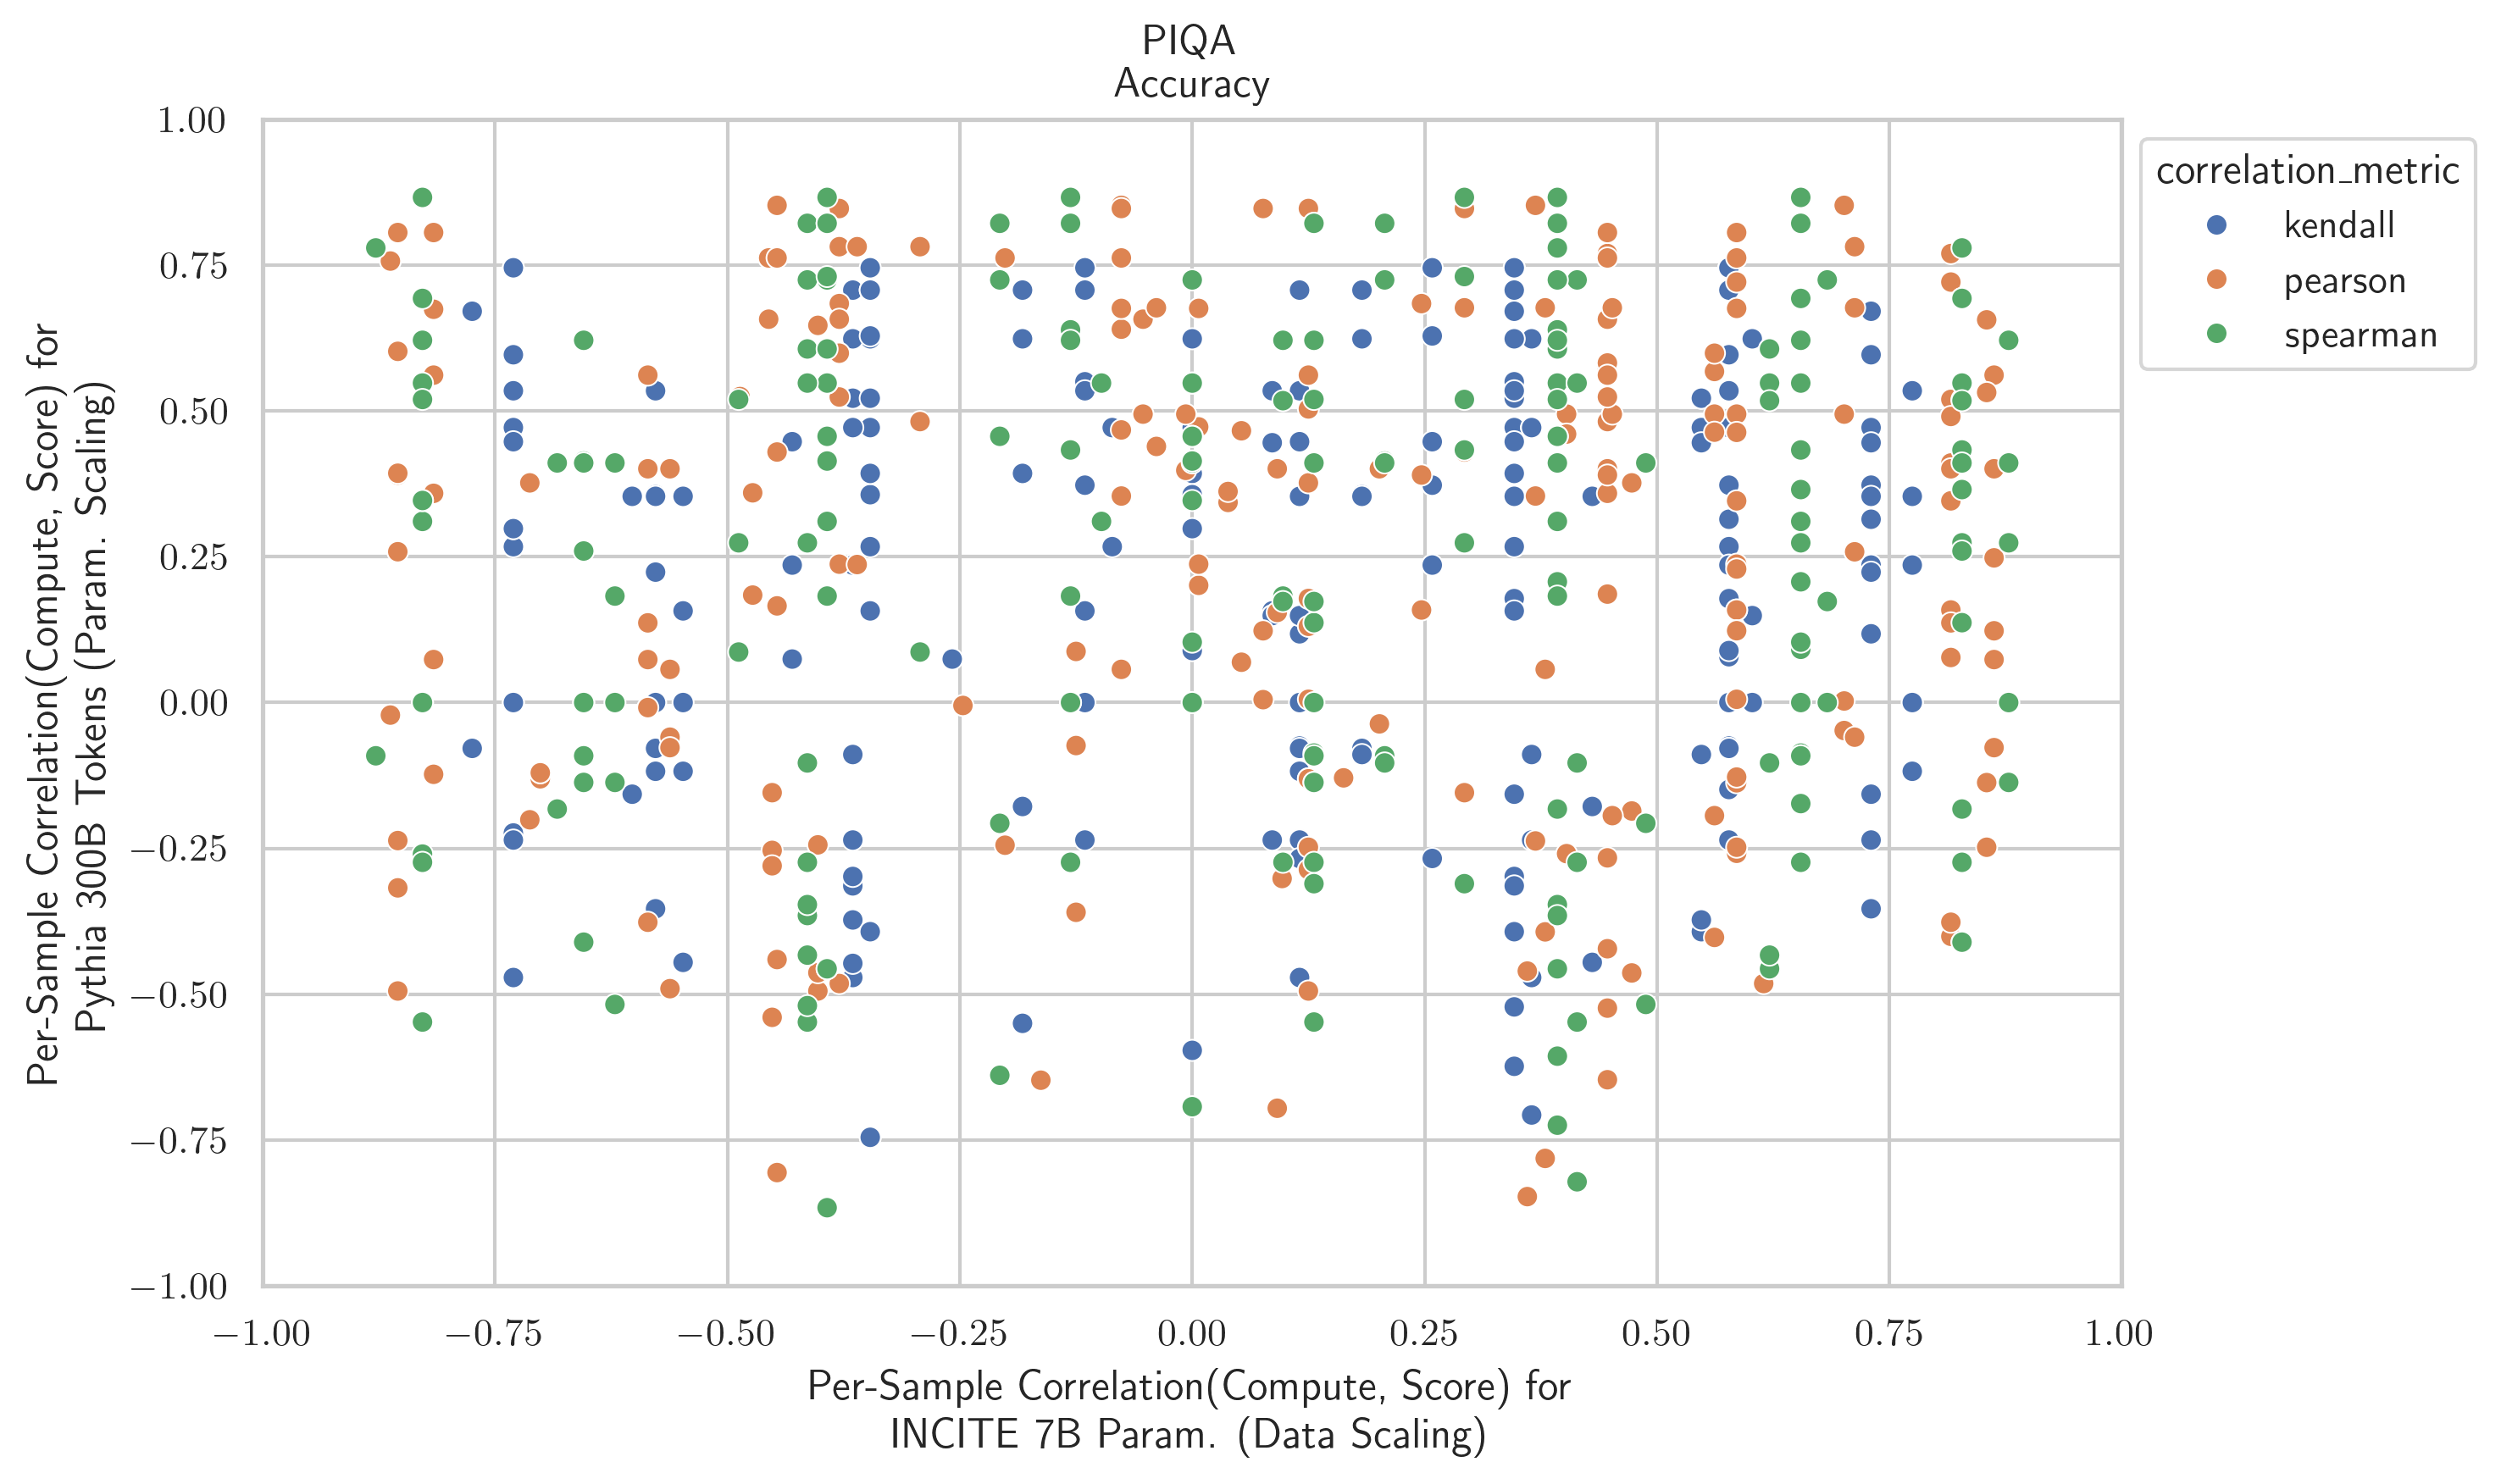 PIQA
Accuracy
1.00
0.75
0.50
0.25
0.00
−0.25
−0.50
−0.75
−1.00
Per-Sample Correlation(Compute, Score) for
Pythia 300B Tokens (Param. Scaling)
correlation_metric
kendall
pearson
spearman
−1.00 −0.75 −0.50 −0.25 0.00 0.25 0.50 0.75 1.00
Per-Sample Correlation(Compute, Score) for
INCITE 7B Param. (Data Scaling)